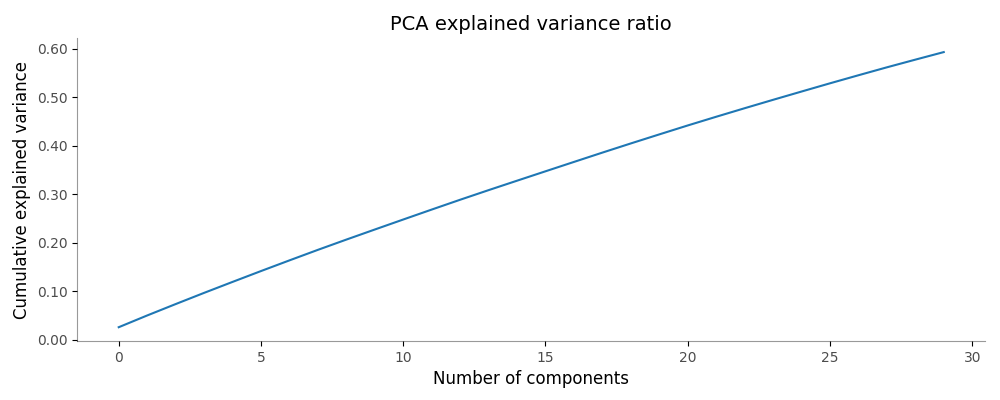 PCA explained variance ratio
Cumulative explained variance
0.60
0.50
0.40
0.30
0.20
0.10
0.00
0 5 10 15 20 25 30
Number of components